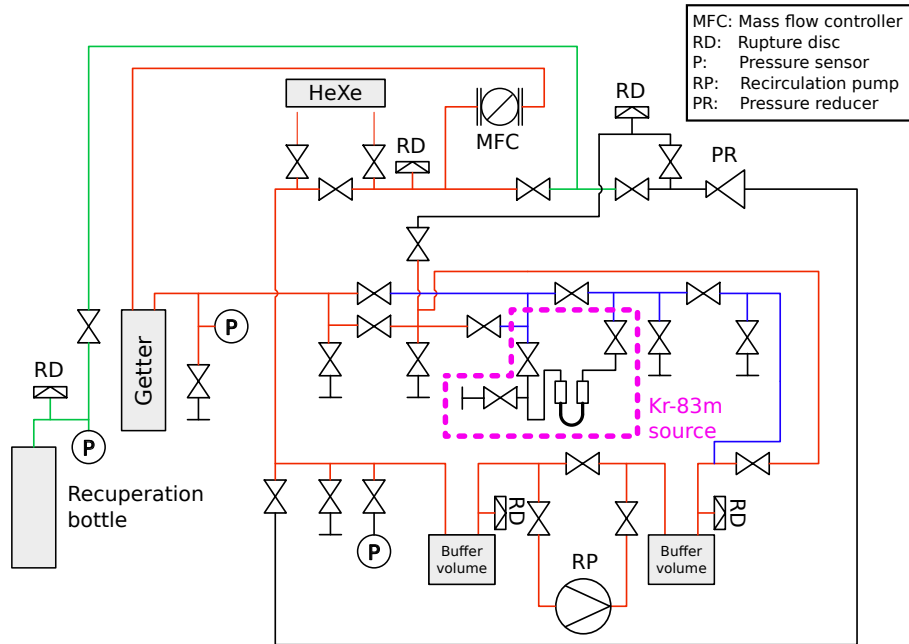 MFC: Mass flow controller
RD: Rupture disc
P: Pressure sensor
RP: Recirculation pump
PR: Pressure reducer
HeXe
RD
MFC
RD
PR
P
Getter
RD
P
Recuperation
bottle
Kr-83m
source
P
Buffer
volume
RD
RP
Buffer
volume
RD